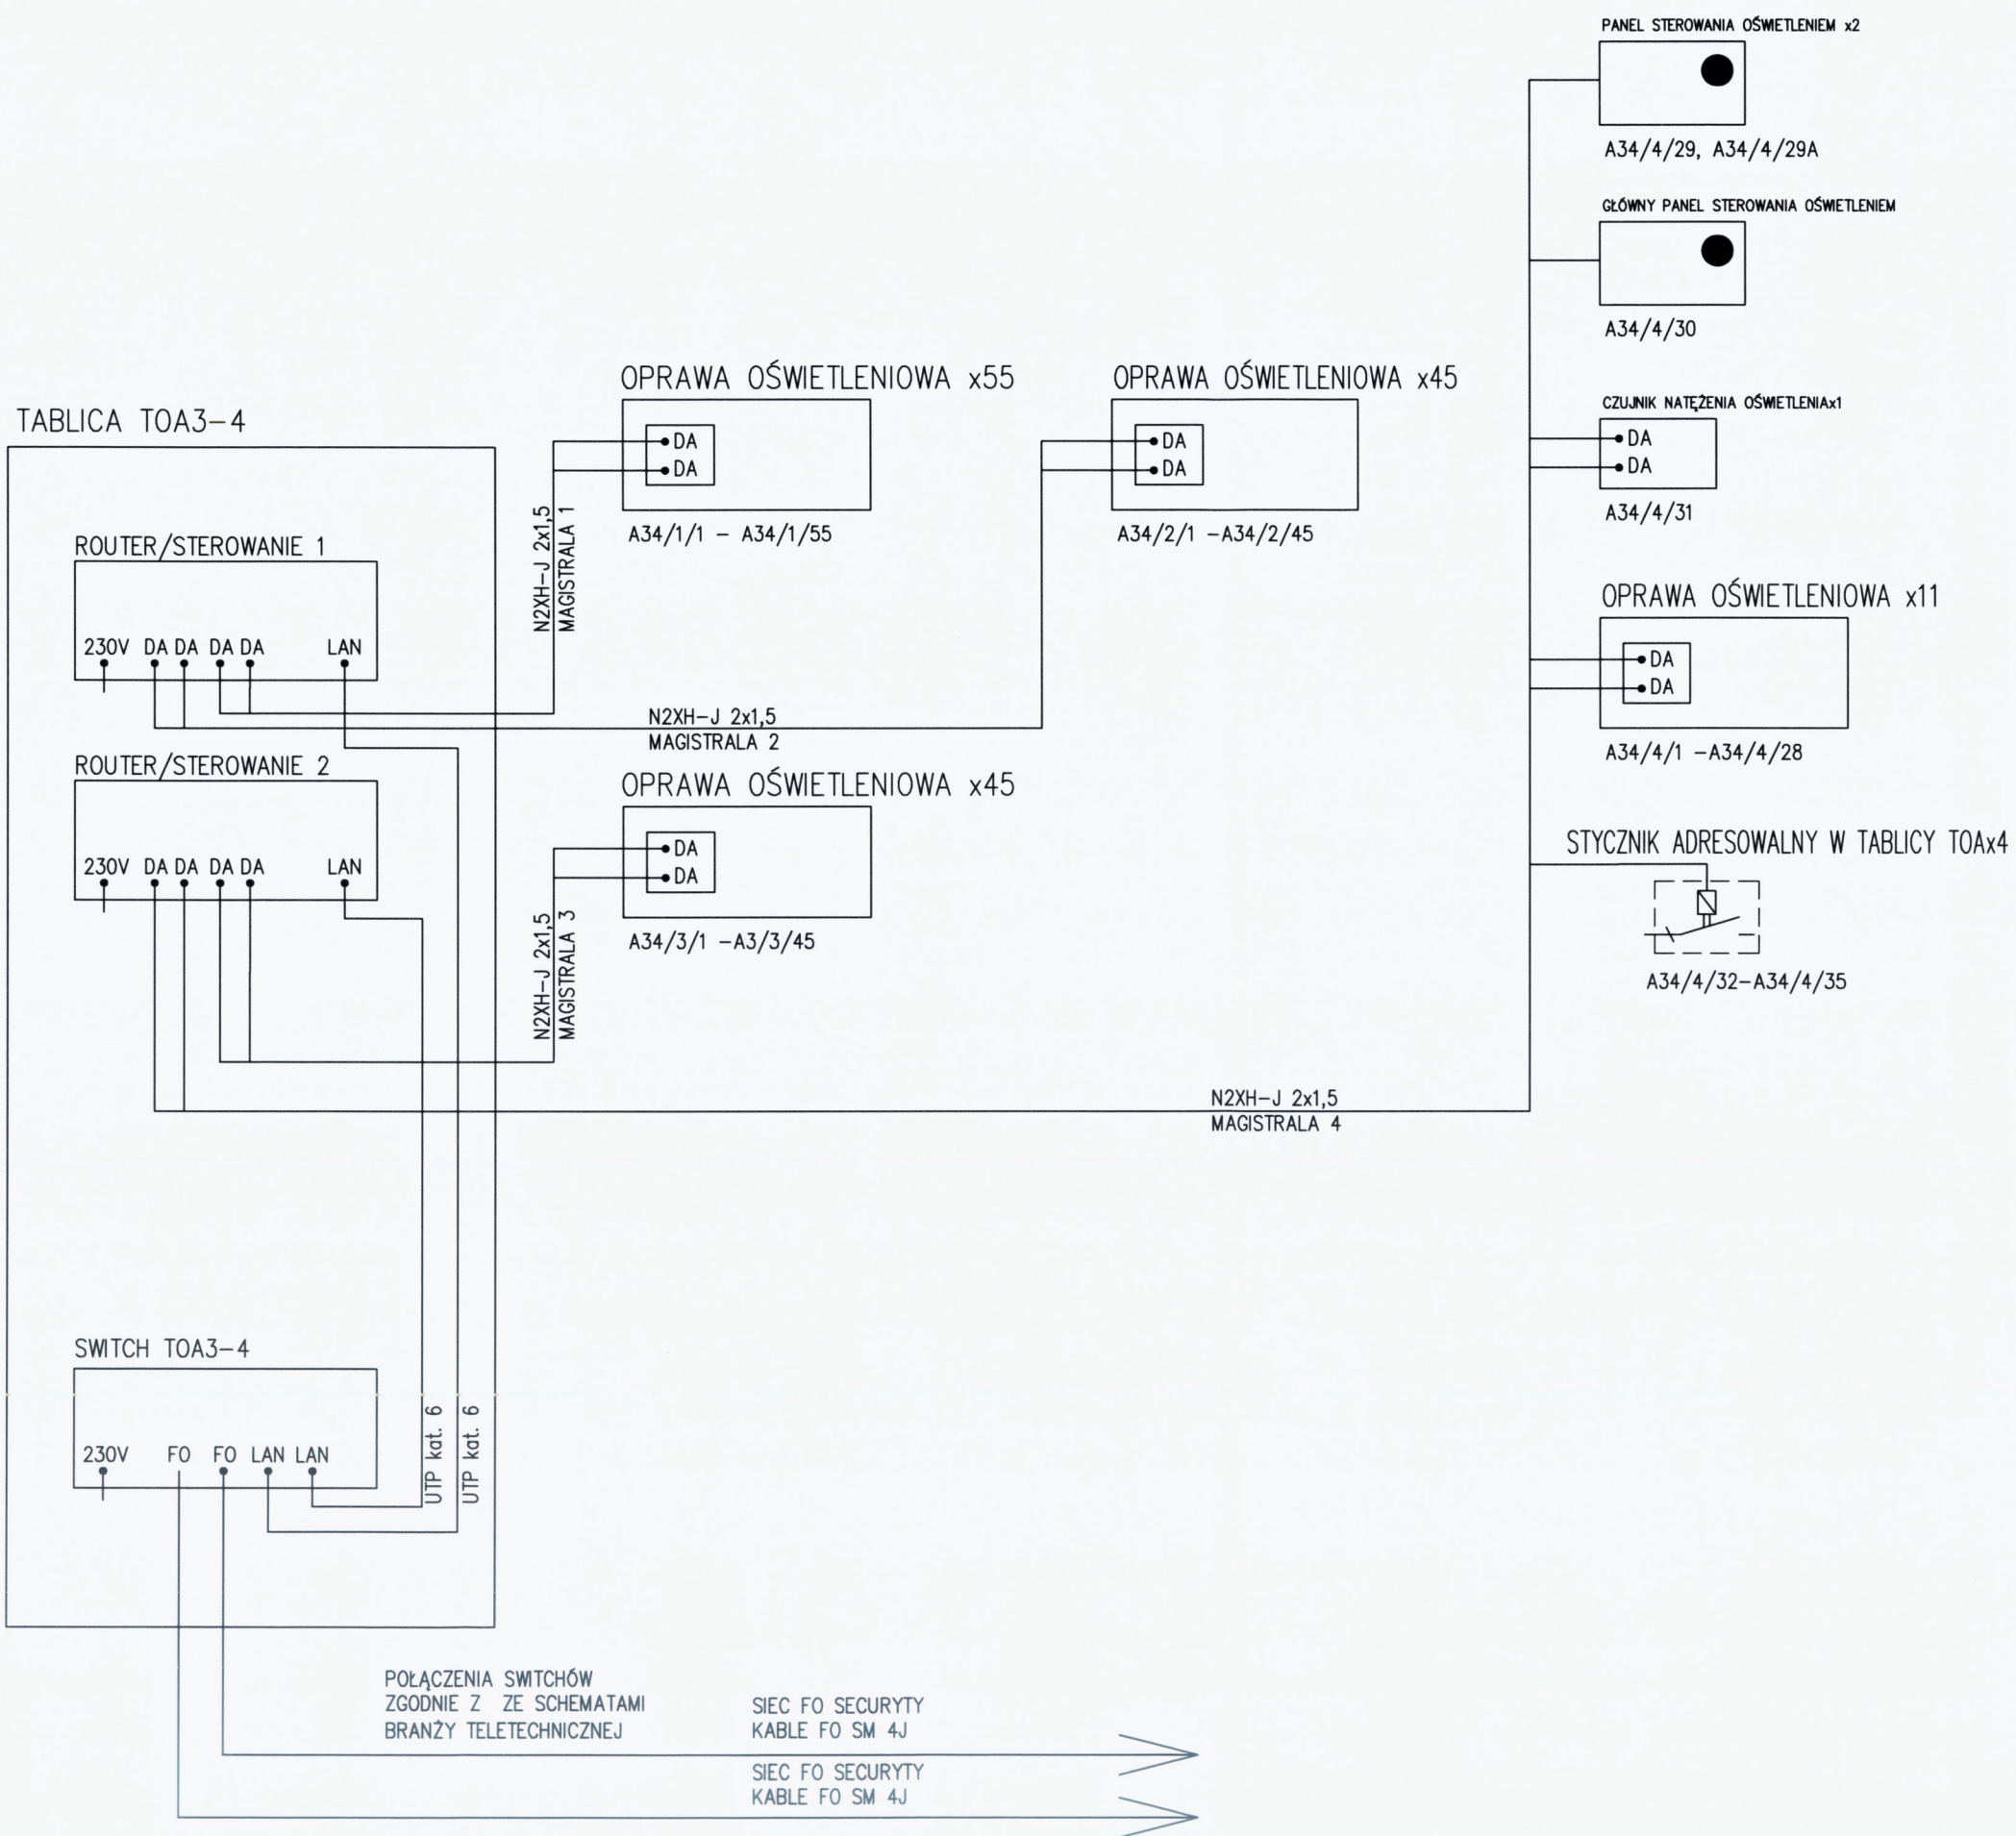 PANEL STEROWANIA OŚWIETLENIEM x2
A34/4/29, A34/4/29A
GŁÓWNY PANEL STEROWANIA OŚWIETLENIEM
A34/4/30
CZUJNIK NATĘŻENIA OŚWIETLENIAx1
DA
DA
A34/4/31
OPRAWA OŚWIETLENIOWA x11
DA
DA
A34/4/1 -A34/4/28
STYCZNIK ADRESOWALNY W TABLICY TOAx4
A34/4/32-A34/4/35
OPRAWA OŚWIETLENIOWA x55
DA
DA
A34/1/1 - A34/1/55
N2XH-J 2x1,5
MAGISTRALA 1
OPRAWA OŚWIETLENIOWA x45
DA
DA
A34/2/1 -A34/2/45
N2XH-J 2x1,5
MAGISTRALA 2
OPRAWA OŚWIETLENIOWA x45
DA
DA
A34/3/1 -A3/3/45
N2XH-J 2x1,5
MAGISTRALA 3
N2XH-J 2x1,5
MAGISTRALA 4
TABLICA TOA3-4
ROUTER/STEROWANIE 1
230V DA DA DA DA LAN
ROUTER/STEROWANIE 2
230V DA DA DA DA LAN
SWITCH TOA3-4
230V FO FO LAN LAN
UTP kat. 6
UTP kat. 6
POŁĄCZENIA SWITCHÓW
ZGODNIE Z ZE SCHEMATAMI
BRANŻY TELETECHNICZNEJ
SIEC FO SECURYTY
KABLE FO SM 4J
SIEC FO SECURYTY
KABLE FO SM 4J